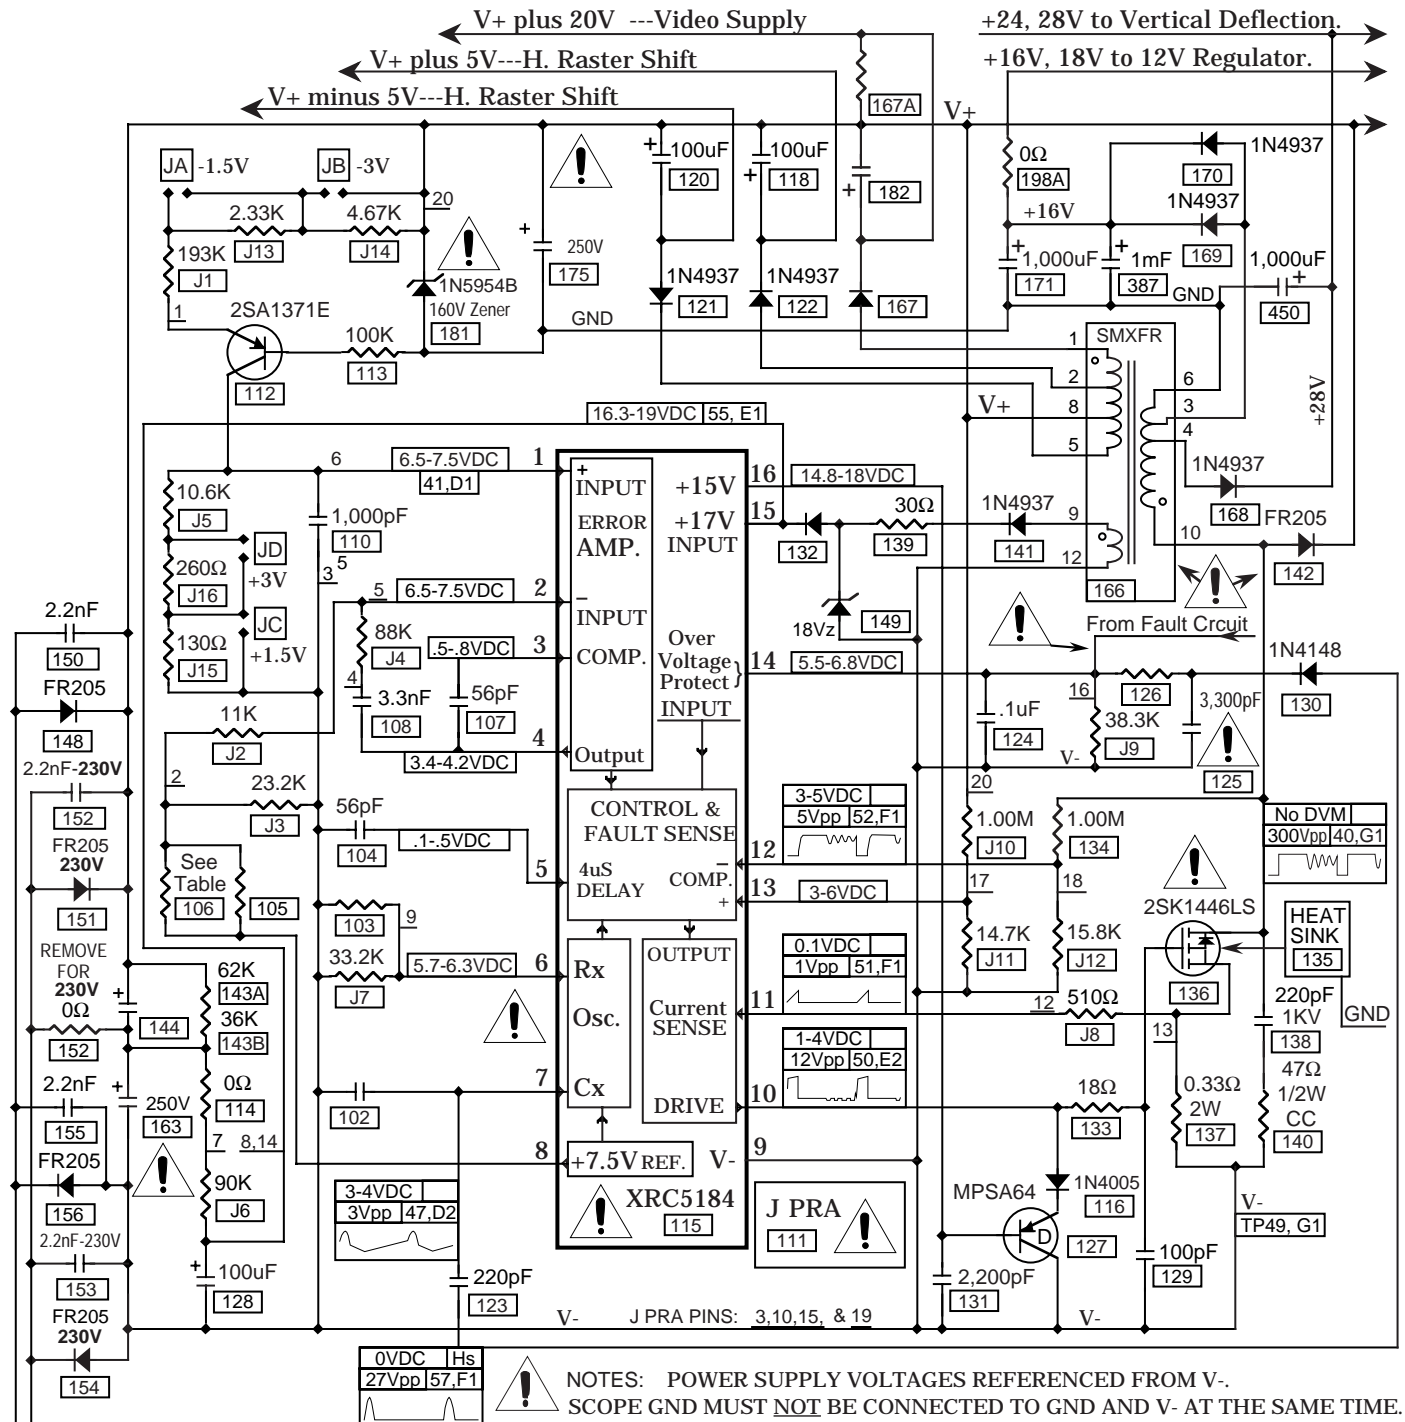 V+ plus 20V ---Video Supply
+24, 28V to Vertical Deflection.
V+ plus 5V---H. Raster Shift
+16V, 18V to 12V Regulator.
V+ minus 5V---H. Raster Shift
167A
V+
JA -1.5V
JB -3V
20
2.33K
J13
4.67K
J14
193K
J1
1
2SA1371E
112
100K
113
1N5954B
160V Zener
181
+
250V
175
GND
+
100uF
120
100uF
+
118
+
182
1N4937
121
1N4937
122
167
0Ω
198A
+16V
+
1,000uF
171
+
1mF
387
1N4937
170
1N4937
169
1,000uF
+
450
GND
+28V
SMXFR
1
2
8
5
9
12
6
3
4
10
166
V+
1N4937
168
FR205
142
16.3-19VDC 55, E1
6
6.5-7.5VDC
41,D1
1
10.6K
J5
JD
+3V
260Ω
J16
JC
+1.5V
130Ω
J15
1,000pF
110
5
3
5
6.5-7.5VDC
2
88K
J4
4
3.3nF
108
.5-.8VDC
3
56pF
107
4
3.4-4.2VDC
+
INPUT
ERROR
AMP.
–
INPUT
COMP.
Output
+15V
16
14.8-18VDC
+17V
INPUT
15
132
30Ω
139
1N4937
141
18Vz
149
From Fault Crcuit
Over
Voltage
Protect
INPUT
}
14
5.5-6.8VDC
.1uF
124
16
126
38.3K
J9
3,300pF
125
1N4148
130
V-
2.2nF
150
FR205
148
2.2nF-230V
152
FR205
230V
151
REMOVE
FOR
230V
0Ω
152
2.2nF
155
FR205
156
2.2nF-230V
153
FR205
230V
154
11K
J2
2
23.2K
J3
See
Table
106
105
56pF
104
.1-.5VDC
5
103
9
33.2K
J7
5.7-6.3VDC
6
+
144
62K
143A
36K
143B
0Ω
114
+
250V
163
7
8,14
90K
J6
+
100uF
128
102
7
8
CONTROL &
FAULT SENSE
4uS
DELAY
–
COMP.
+
12
13
3-5VDC
5Vpp 52,F1
3-6VDC
20
1.00M
J10
17
14.7K
J11
1.00M
134
18
15.8K
J12
No DVM
300Vpp 40,G1
2SK1446LS
136
HEAT
SINK
135
GND
Rx
Osc.
Cx
OUTPUT
Current
SENSE
DRIVE
11
10
9
0.1VDC
1Vpp 51,F1
1-4VDC
12Vpp 50,E2
12
510Ω
J8
13
0.33Ω
2W
137
220pF
1KV
138
47Ω
1/2W
CC
140
18Ω
133
1N4005
116
MPSA64
D
127
100pF
129
2,200pF
131
V-
TP49, G1
+7.5V REF.
V-
XRC5184
115
J PRA
111
3-4VDC
3Vpp 47,D2
220pF
123
V-
J PRA PINS: 3,10,15, & 19
V-
0VDC Hs
27Vpp 57,F1
NOTES: POWER SUPPLY VOLTAGES REFERENCED FROM V-.
SCOPE GND MUST NOT BE CONNECTED TO GND AND V- AT THE SAME TIME.